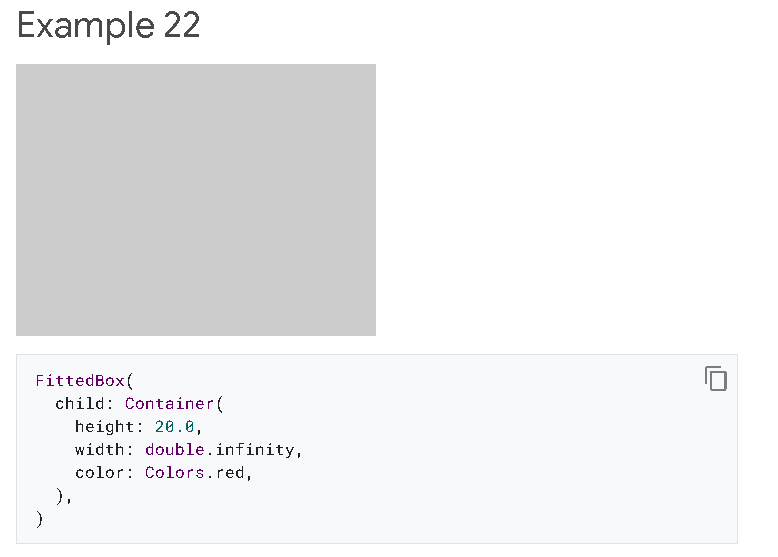 Example 22
FittedBox(
  child: Container(
    height: 20.0,
    width: double.infinity,
    color: Colors.red,
  ),
)